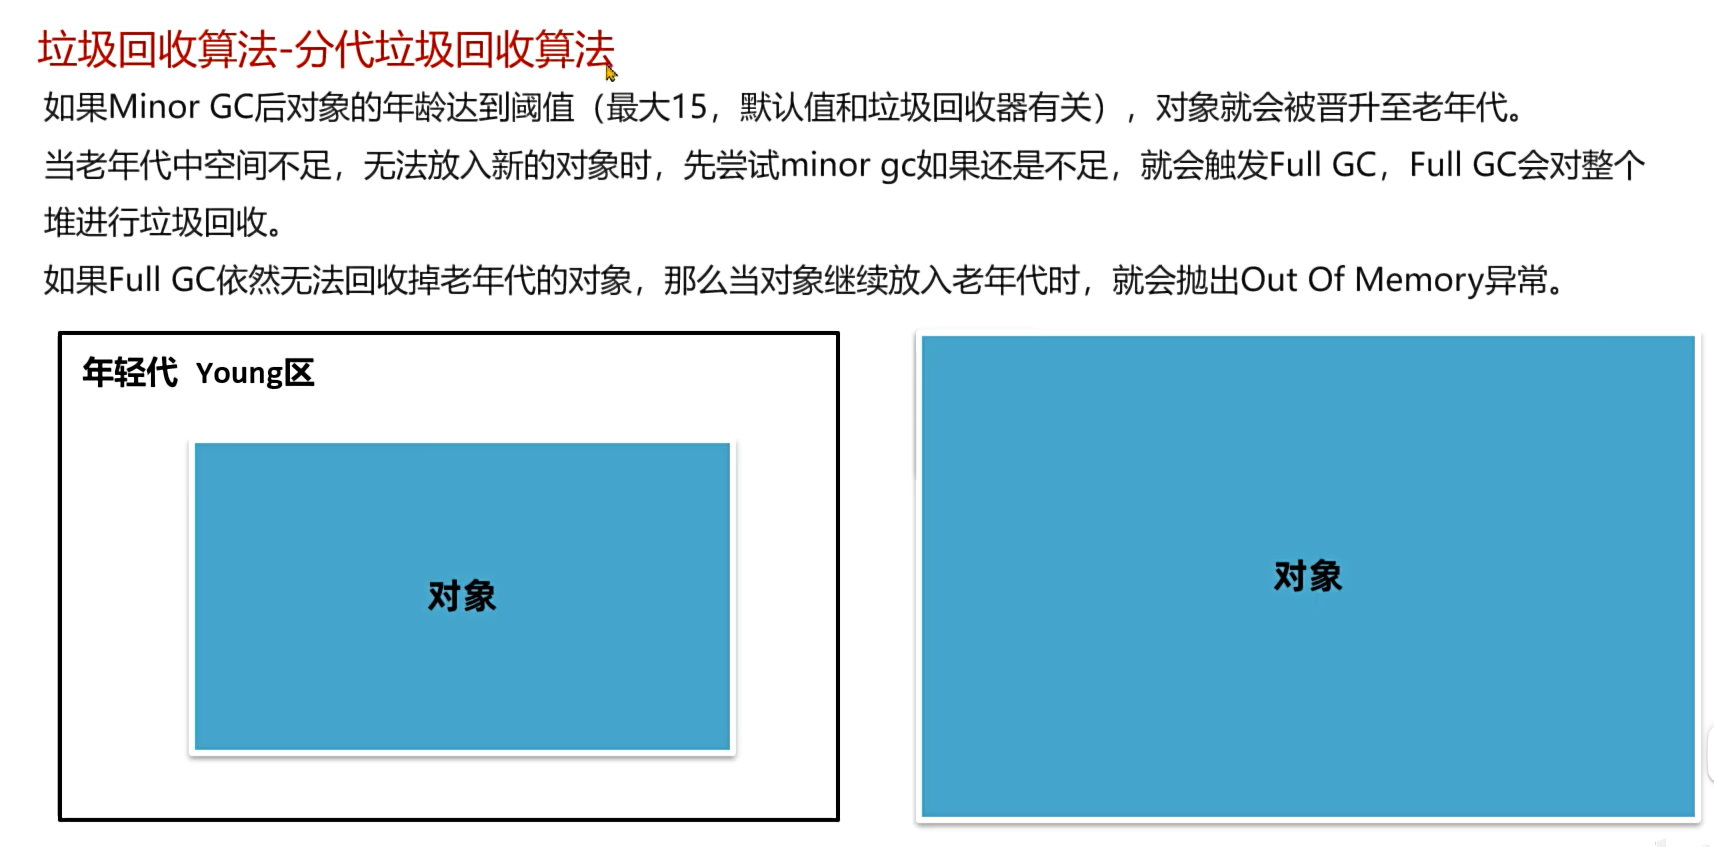 垃圾回收算法-分代垃圾回收算法
如果Minor GC后对象的年龄达到阈值（最大15，默认值和垃圾回收器有关），对象就会被晋升至老年代。
当老年代中空间不足，无法放入新的对象时，先尝试minor gc如果还是不足，就会触发Full GC，Full GC会对整个
堆进行垃圾回收。
如果Full GC依然无法回收掉老年代的对象，那么当对象继续放入老年代时，就会抛出Out Of Memory异常。
年轻代 Young区
对象
对象